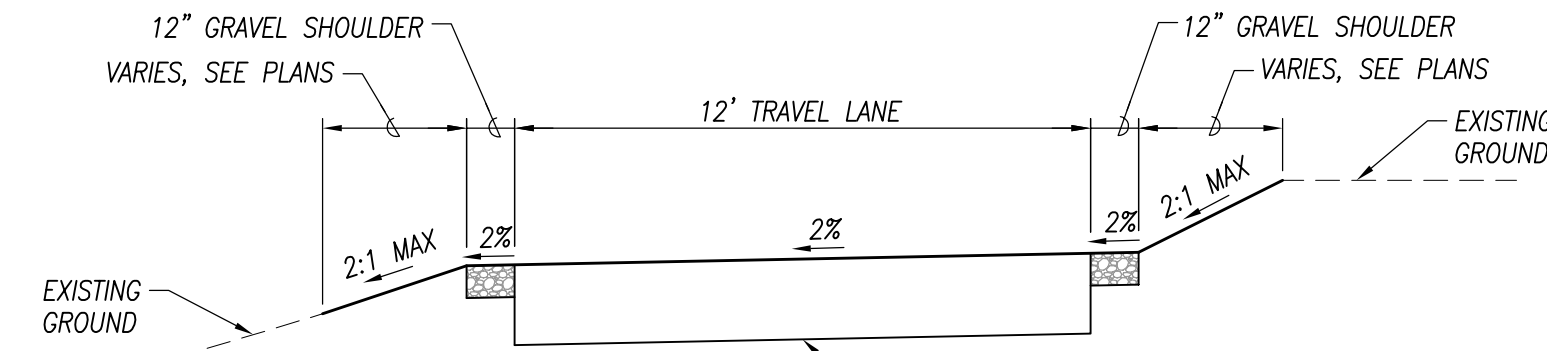 12” GRAVEL SHOULDER
12” GRAVEL SHOULDER
VARIES, SEE PLANS
VARIES, SEE PLANS
12’ TRAVEL LANE
EXISTING
GROUND
2:1 MAX
2%
2%
2%
2:1 MAX
EXISTING
GROUND